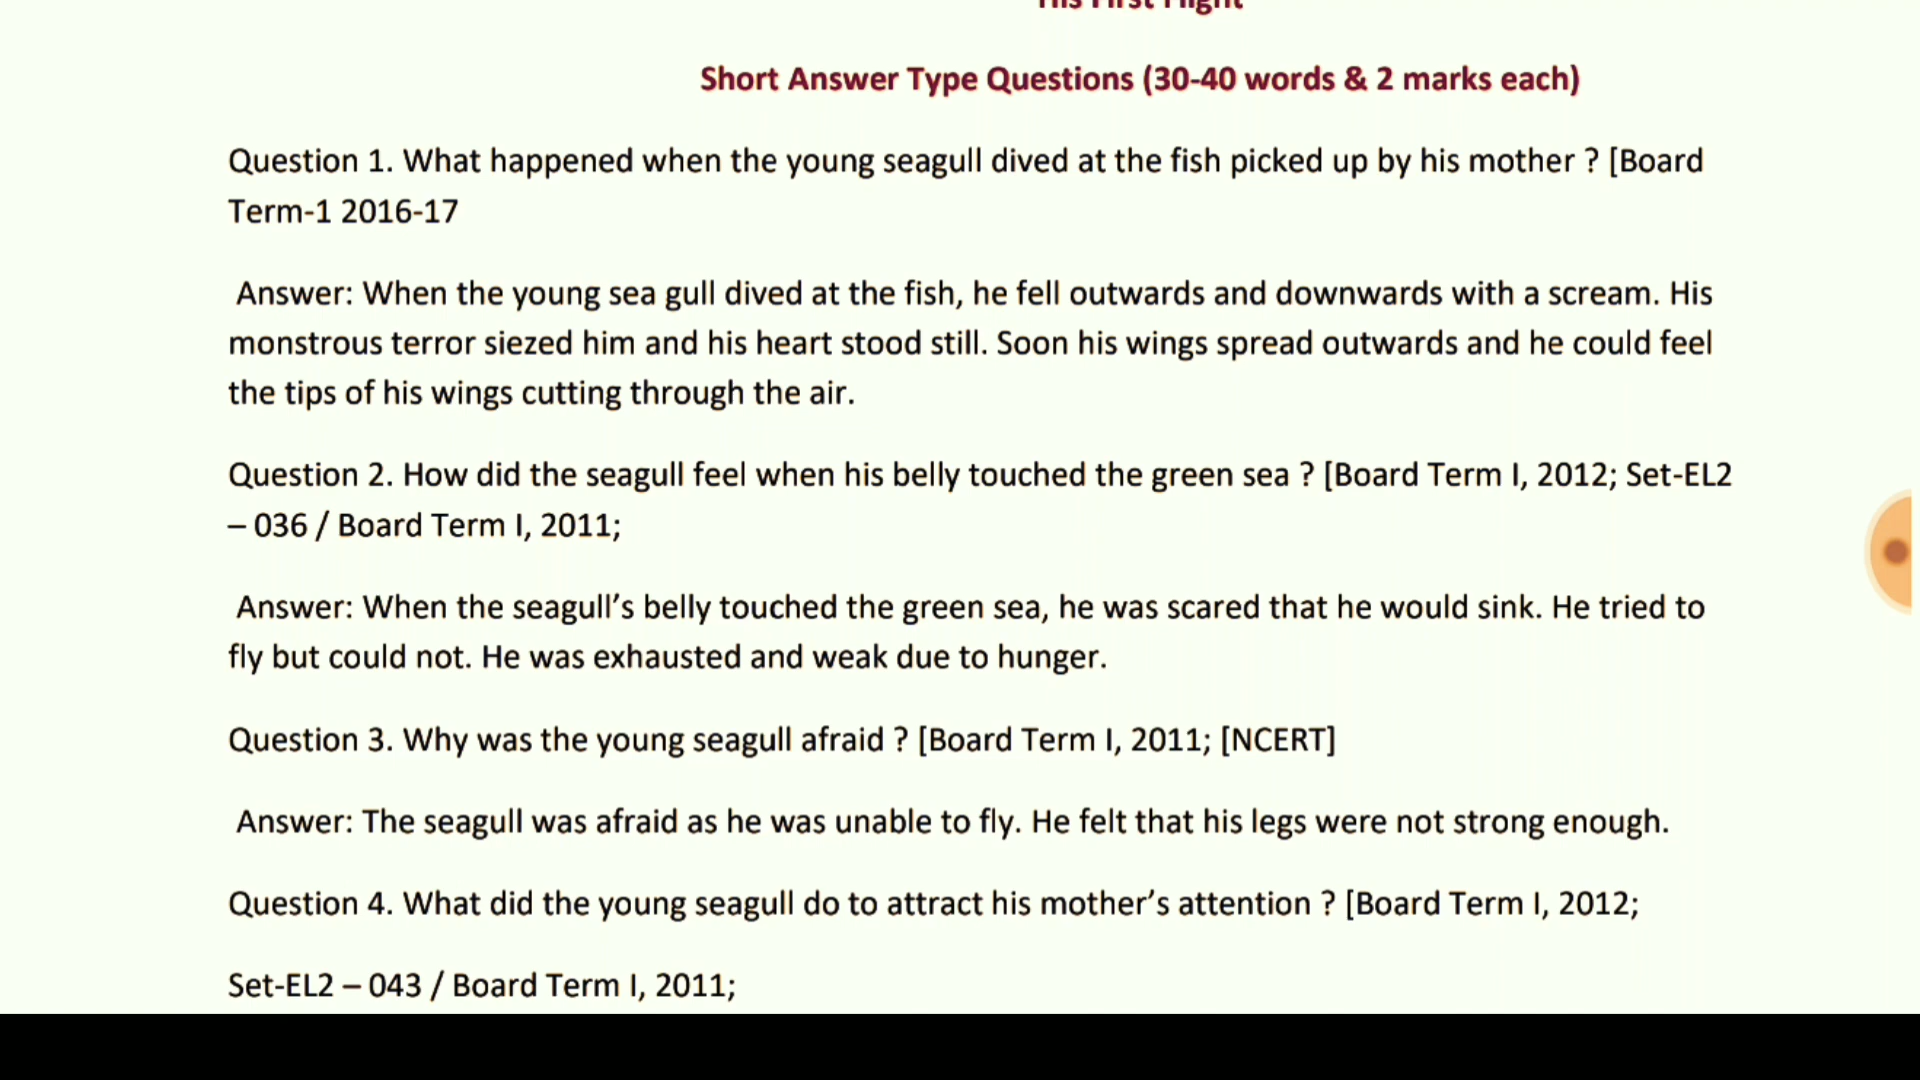 His First Flight
Short Answer Type Questions (30-40 words & 2 marks each)
Question 1. What happened when the young seagull dived at the fish picked up by his mother ? [Board
Term-1 2016-17
Answer: When the young sea gull dived at the fish, he fell outwards and downwards with a scream. His
monstrous terror siezed him and his heart stood still. Soon his wings spread outwards and he could feel
the tips of his wings cutting through the air.
Question 2. How did the seagull feel when his belly touched the green sea ? [Board Term I, 2012; Set-EL2
– 036 / Board Term I, 2011;
Answer: When the seagull’s belly touched the green sea, he was scared that he would sink. He tried to
fly but could not. He was exhausted and weak due to hunger.
Question 3. Why was the young seagull afraid ? [Board Term I, 2011; [NCERT]
Answer: The seagull was afraid as he was unable to fly. He felt that his legs were not strong enough.
Question 4. What did the young seagull do to attract his mother’s attention ? [Board Term I, 2012;
Set-EL2 – 043 / Board Term I, 2011;